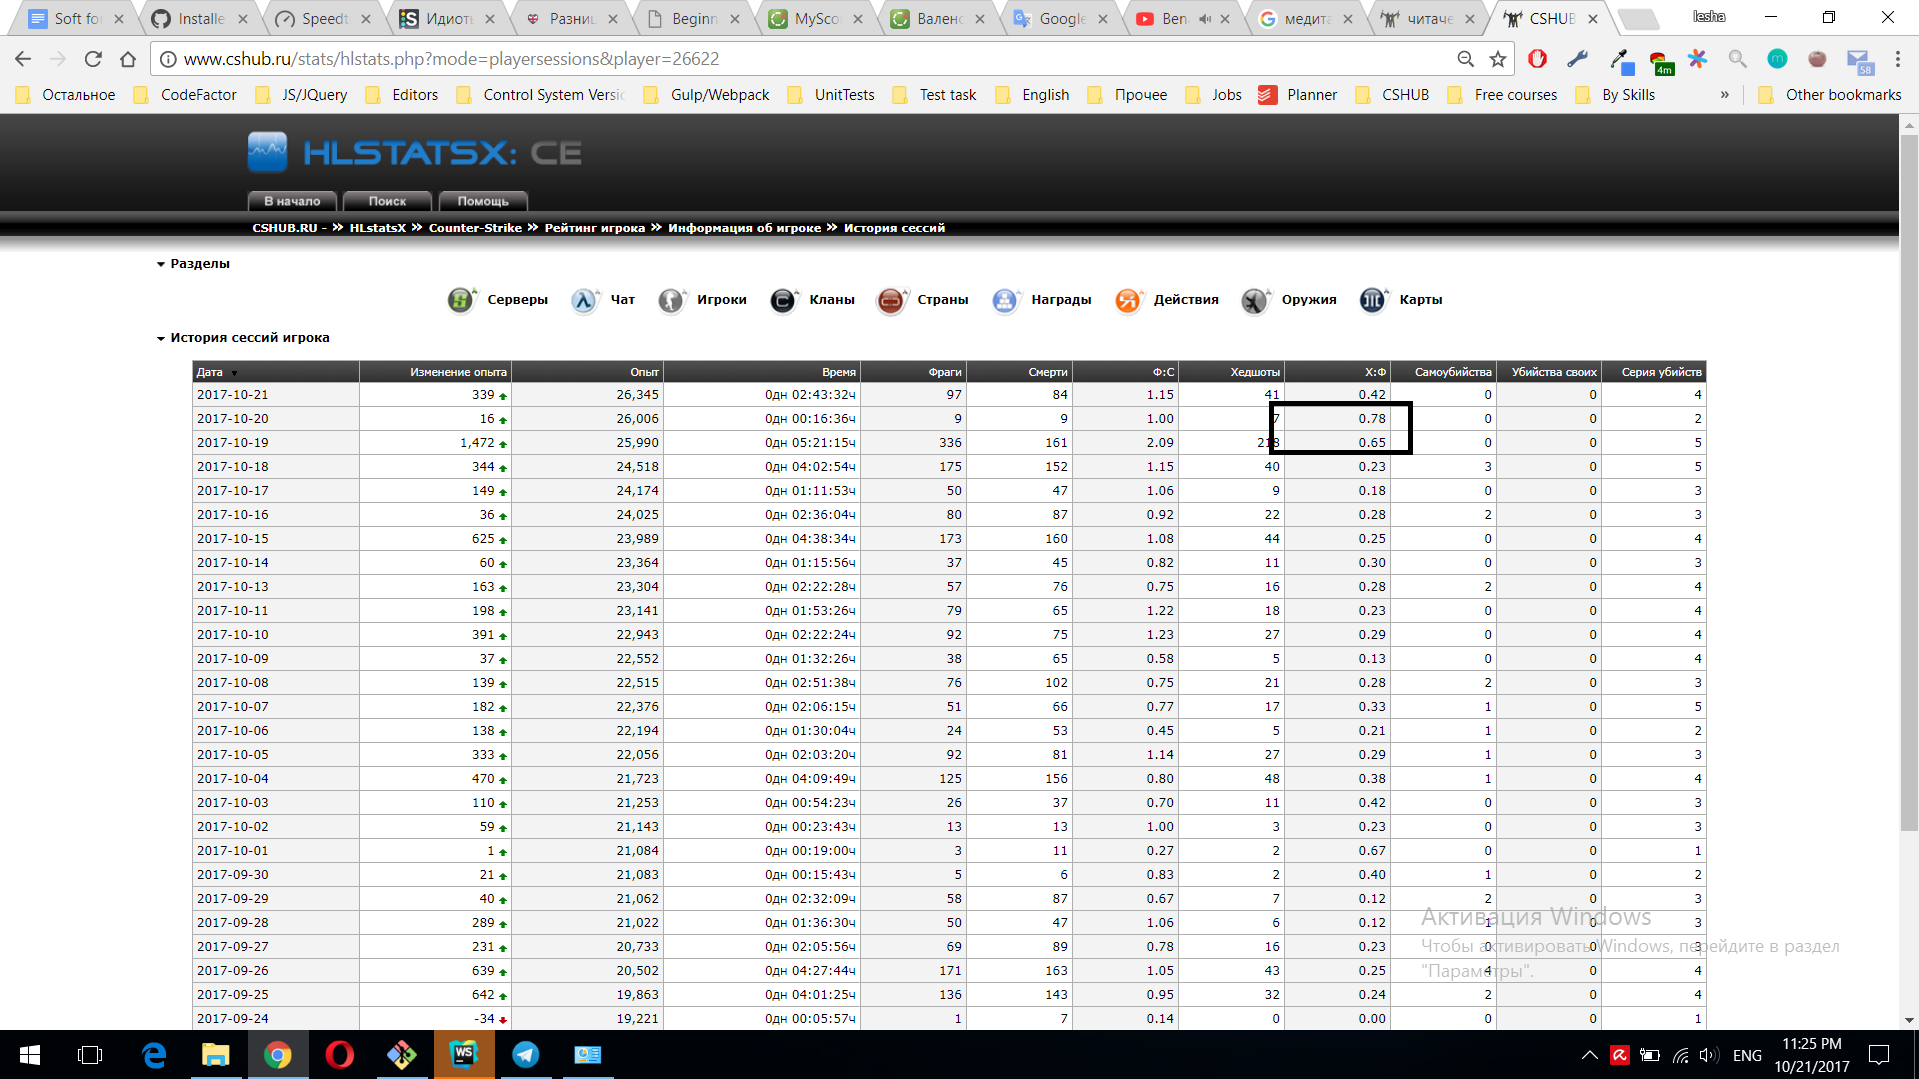 Soft fo Installe Speedt Идиоть Разниц Beginn MyScor Валенс Google Ben медита читаче CSHUB lesha
www.cshub.ru/stats/hlstats.php?mode=playersessions&player=26622 4m 58
Остальное CodeFactor JS/JQuery Editors Control System Versi Gulp/Webpack UnitTests Test task English Прочее Jobs Planner CSHUB Free courses By Skills » Other bookmarks
HLSTATSX: CE
В начало Поиск Помощь
CSHUB.RU - » HLstatsX » Counter-Strike » Рейтинг игрока » Информация об игроке » История сессий
Разделы
Серверы Чат Игроки Кланы Страны Награды Действия Оружия Карты
История сессий игрока
Дата Изменение опыта Опыт Время Фраги Смерти Ф:С Хедшоты Х:Ф Самоубийства Убийства своих Серия убийств
2017-10-21 339 26,345 0дн 02:43:32ч 97 84 1.15 41 0.42 0 0 4
2017-10-20 16 26,006 0дн 00:16:36ч 9 9 1.00 7 0.78 0 0 2
2017-10-19 1,472 25,990 0дн 05:21:15ч 336 161 2.09 218 0.65 0 0 5
2017-10-18 344 24,518 0дн 04:02:54ч 175 152 1.15 40 0.23 3 0 5
2017-10-17 149 24,174 0дн 01:11:53ч 50 47 1.06 9 0.18 0 0 3
2017-10-16 36 24,025 0дн 02:36:04ч 80 87 0.92 22 0.28 2 0 3
2017-10-15 625 23,989 0дн 04:38:34ч 173 160 1.08 44 0.25 0 0 4
2017-10-14 60 23,364 0дн 01:15:56ч 37 45 0.82 11 0.30 0 0 3
2017-10-13 163 23,304 0дн 02:22:28ч 57 76 0.75 16 0.28 2 0 4
2017-10-11 198 23,141 0дн 01:53:26ч 79 65 1.22 18 0.23 0 0 4
2017-10-10 391 22,943 0дн 02:22:24ч 92 75 1.23 27 0.29 0 0 4
2017-10-09 37 22,552 0дн 01:32:26ч 38 65 0.58 5 0.13 0 0 4
2017-10-08 139 22,515 0дн 02:51:38ч 76 102 0.75 21 0.28 2 0 3
2017-10-07 182 22,376 0дн 02:06:15ч 51 66 0.77 17 0.33 1 0 5
2017-10-06 138 22,194 0дн 01:30:04ч 24 53 0.45 5 0.21 1 0 2
2017-10-05 333 22,056 0дн 02:03:20ч 92 81 1.14 27 0.29 1 0 3
2017-10-04 470 21,723 0дн 04:09:49ч 125 156 0.80 48 0.38 1 0 4
2017-10-03 110 21,253 0дн 00:54:23ч 26 37 0.70 11 0.42 0 0 3
2017-10-02 59 21,143 0дн 00:23:43ч 13 13 1.00 3 0.23 0 0 3
2017-10-01 1 21,084 0дн 00:19:00ч 3 11 0.27 2 0.67 0 0 1
2017-09-30 21 21,083 0дн 00:15:43ч 5 6 0.83 2 0.40 1 0 2
2017-09-29 40 21,062 0дн 02:32:09ч 58 87 0.67 7 0.12 2 0 3
2017-09-28 289 21,022 0дн 01:36:30ч 50 47 1.06 6 0.12 1 0 3
2017-09-27 231 20,733 0дн 02:05:56ч 69 89 0.78 16 0.23 0 0 3
2017-09-26 639 20,502 0дн 04:27:44ч 171 163 1.05 43 0.25 4 0 4
2017-09-25 642 19,863 0дн 04:01:25ч 136 143 0.95 32 0.24 2 0 4
2017-09-24 -34 19,221 0дн 00:05:57ч 1 7 0.14 0 0.00 0 0 1
Активация Windows
Чтобы активировать Windows, перейдите в раздел
"Параметры".
WS ENG 11:25 PM
10/21/2017